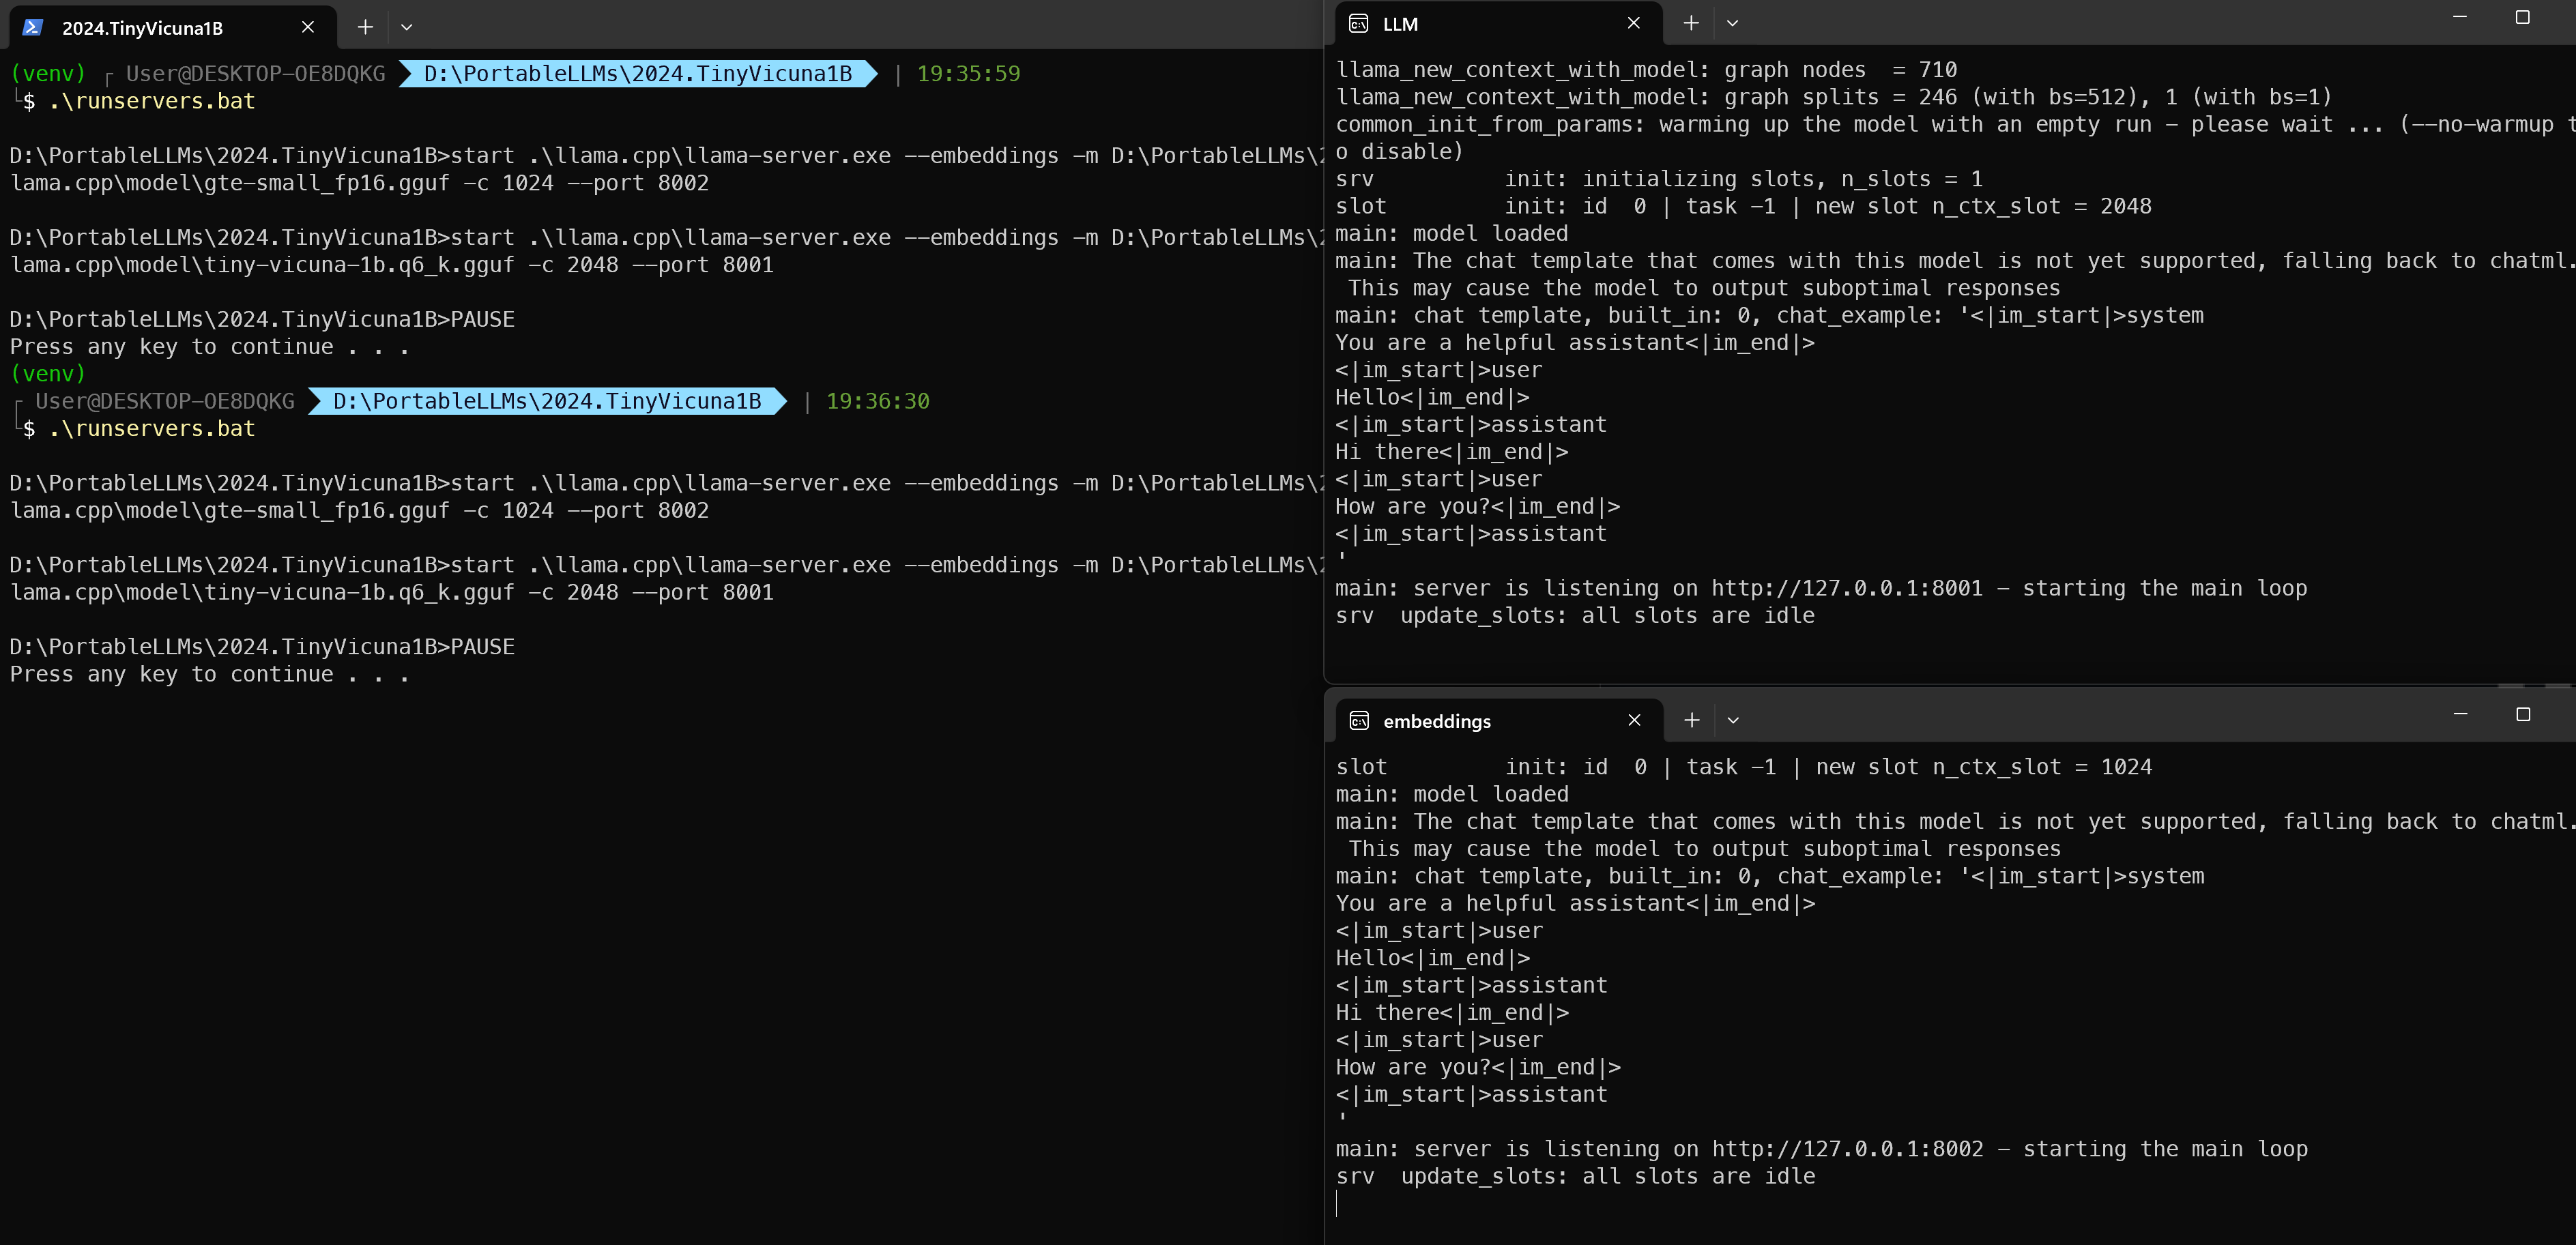 2024.TinyVicuna1B
(venv) ┌ User@DESKTOP-OE8DQKG D:\PortableLLMs\2024.TinyVicuna1B | 19:35:59
└$ .\runservers.bat
D:\PortableLLMs\2024.TinyVicuna1B>start .\llama.cpp\llama-server.exe --embeddings -m D:\PortableLLMs\2
lama.cpp\model\gte-small_fp16.gguf -c 1024 --port 8002
D:\PortableLLMs\2024.TinyVicuna1B>start .\llama.cpp\llama-server.exe --embeddings -m D:\PortableLLMs\2
lama.cpp\model\tiny-vicuna-1b.q6_k.gguf -c 2048 --port 8001
D:\PortableLLMs\2024.TinyVicuna1B>PAUSE
Press any key to continue . . .
(venv)
┌ User@DESKTOP-OE8DQKG D:\PortableLLMs\2024.TinyVicuna1B | 19:36:30
└$ .\runservers.bat
D:\PortableLLMs\2024.TinyVicuna1B>start .\llama.cpp\llama-server.exe --embeddings -m D:\PortableLLMs\2
lama.cpp\model\gte-small_fp16.gguf -c 1024 --port 8002
D:\PortableLLMs\2024.TinyVicuna1B>start .\llama.cpp\llama-server.exe --embeddings -m D:\PortableLLMs\2
lama.cpp\model\tiny-vicuna-1b.q6_k.gguf -c 2048 --port 8001
D:\PortableLLMs\2024.TinyVicuna1B>PAUSE
Press any key to continue . . .
LLM
llama_new_context_with_model: graph nodes  = 710
llama_new_context_with_model: graph splits = 246 (with bs=512), 1 (with bs=1)
common_init_from_params: warming up the model with an empty run - please wait ... (--no-warmup t
o disable)
srv          init: initializing slots, n_slots = 1
slot         init: id  0 | task -1 | new slot n_ctx_slot = 2048
main: model loaded
main: The chat template that comes with this model is not yet supported, falling back to chatml.
 This may cause the model to output suboptimal responses
main: chat template, built_in: 0, chat_example: '<|im_start|>system
You are a helpful assistant<|im_end|>
<|im_start|>user
Hello<|im_end|>
<|im_start|>assistant
Hi there<|im_end|>
<|im_start|>user
How are you?<|im_end|>
<|im_start|>assistant
'
main: server is listening on http://127.0.0.1:8001 - starting the main loop
srv  update_slots: all slots are idle
embeddings
slot         init: id  0 | task -1 | new slot n_ctx_slot = 1024
main: model loaded
main: The chat template that comes with this model is not yet supported, falling back to chatml.
 This may cause the model to output suboptimal responses
main: chat template, built_in: 0, chat_example: '<|im_start|>system
You are a helpful assistant<|im_end|>
<|im_start|>user
Hello<|im_end|>
<|im_start|>assistant
Hi there<|im_end|>
<|im_start|>user
How are you?<|im_end|>
<|im_start|>assistant
'
main: server is listening on http://127.0.0.1:8002 - starting the main loop
srv  update_slots: all slots are idle